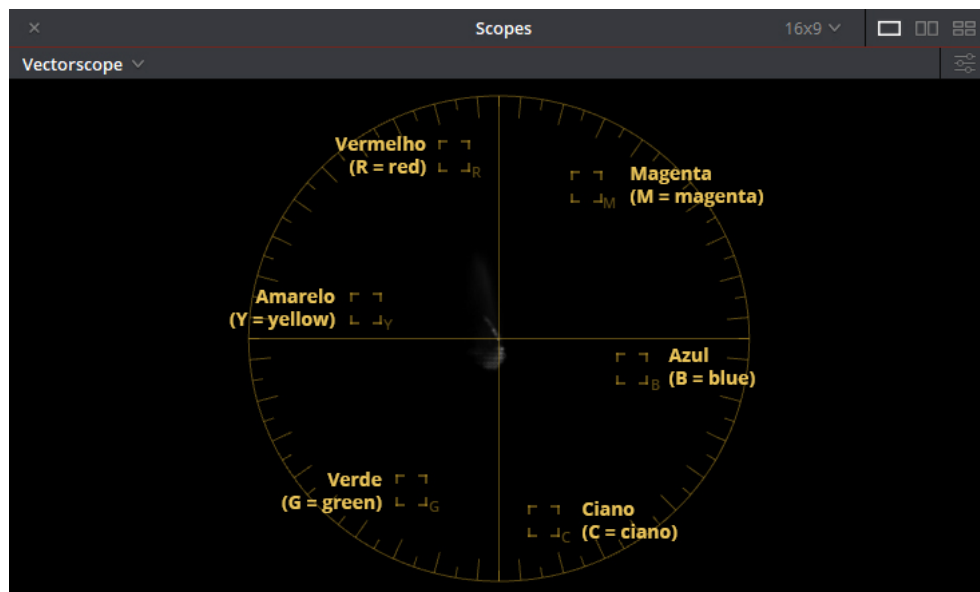 × Scopes 16x9
Vectorscope
Vermelho
(R = red)
R
Magenta
(M = magenta)
M
Amarelo
(Y = yellow)
Y
Azul
(B = blue)
B
Verde
(G = green)
G
Ciano
(C = ciano)
C